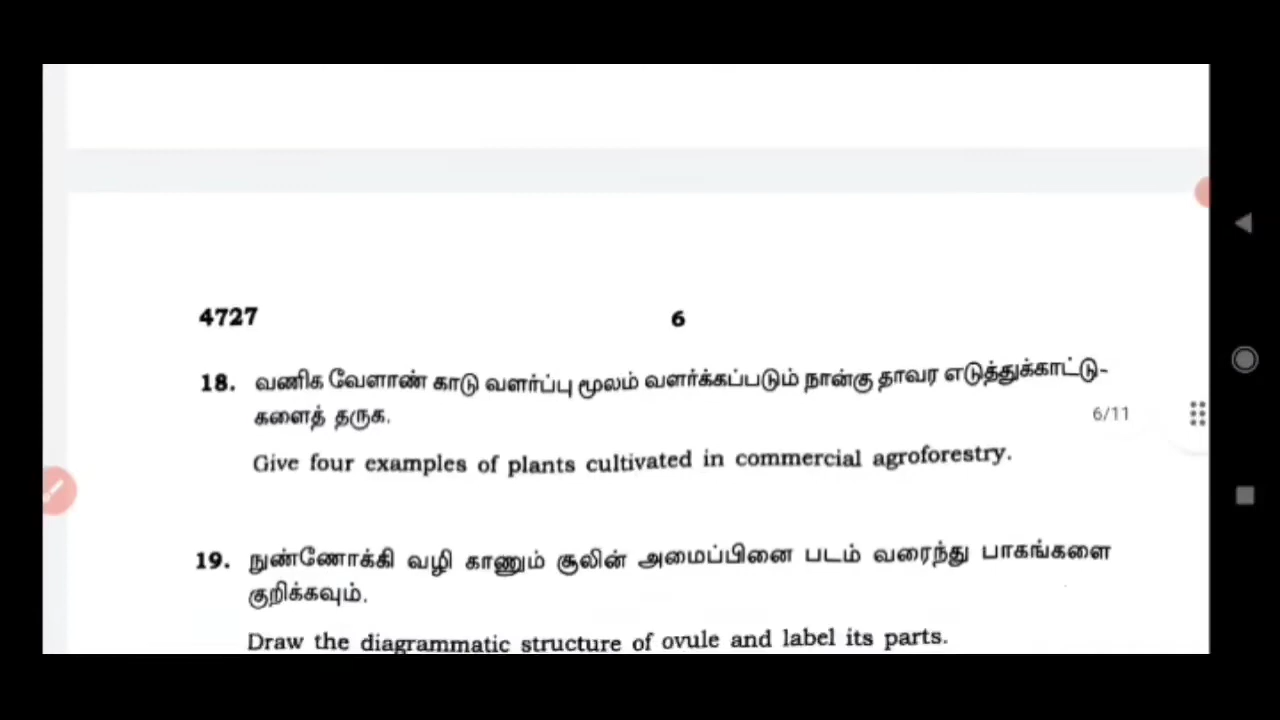 4727 6
18. வணிக வேளாண் காடு வளர்ப்பு மூலம் வளர்க்கப்படும் நான்கு தாவர எடுத்துக்காட்டு-
களைத் தருக.
6/11
Give four examples of plants cultivated in commercial agroforestry.
19. நுண்ணோக்கி வழி காணும் சூலின் அமைப்பினை படம் வரைந்து பாகங்களை
குறிக்கவும்.
Draw the diagrammatic structure of ovule and label its parts.